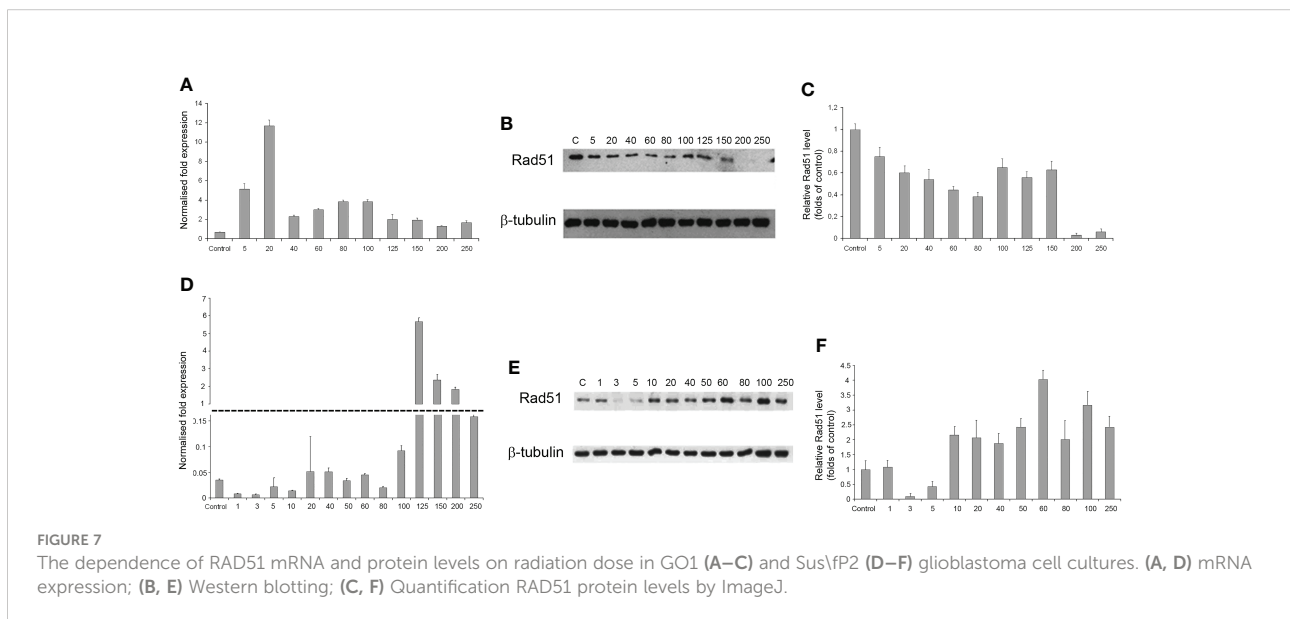 A
Normalised fold expression
14
12
10
8
6
4
2
0
Control 5 20 40 60 80 100 125 150 200 250
B
C 5 20 40 60 80 100 125 150 200 250
Rad51
β-tubulin
C
Relative Rad51 level
(folds of control)
1,2
1
0,8
0,6
0,4
0,2
0
Control 5 20 40 60 80 100 125 150 200 250
D
Normalised fold expression
7
6
5
4
3
2
1
0.15
0.1
0.05
0
Control 1 3 5 10 20 40 50 60 80 100 125 150 200 250
E
C 1 3 5 10 20 40 50 60 80 100 250
Rad51
β-tubulin
F
Relative Rad51 level
(folds of control)
4.5
4
3.5
3
2.5
2
1.5
1
0.5
0
Control 1 3 5 10 20 40 50 60 80 100 250
FIGURE 7
The dependence of RAD51 mRNA and protein levels on radiation dose in GO1 (A–C) and Sus\fP2 (D–F) glioblastoma cell cultures. (A, D) mRNA
expression; (B, E) Western blotting; (C, F) Quantification RAD51 protein levels by ImageJ.